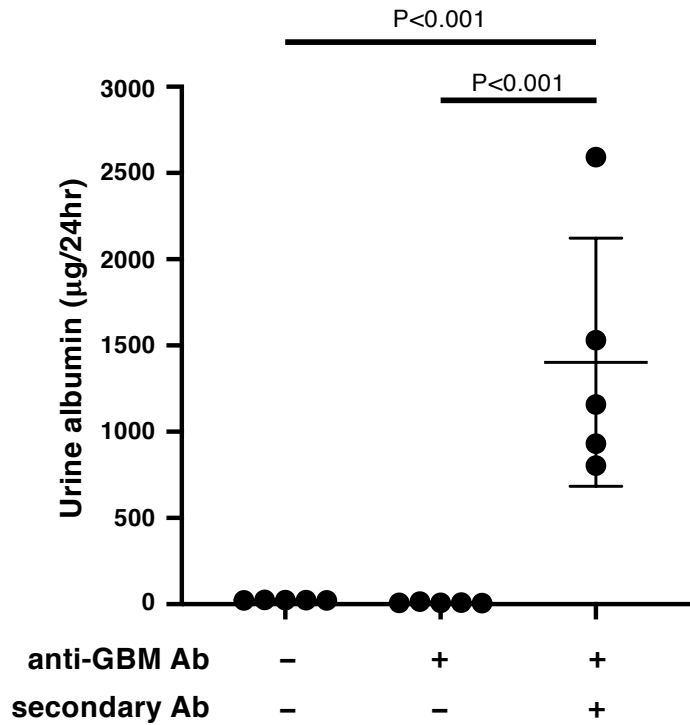 P<0.001
P<0.001
3000
2500
2000
1500
1000
500
0
Urine albumin (μg/24hr)
anti-GBM Ab – + +
secondary Ab – – +